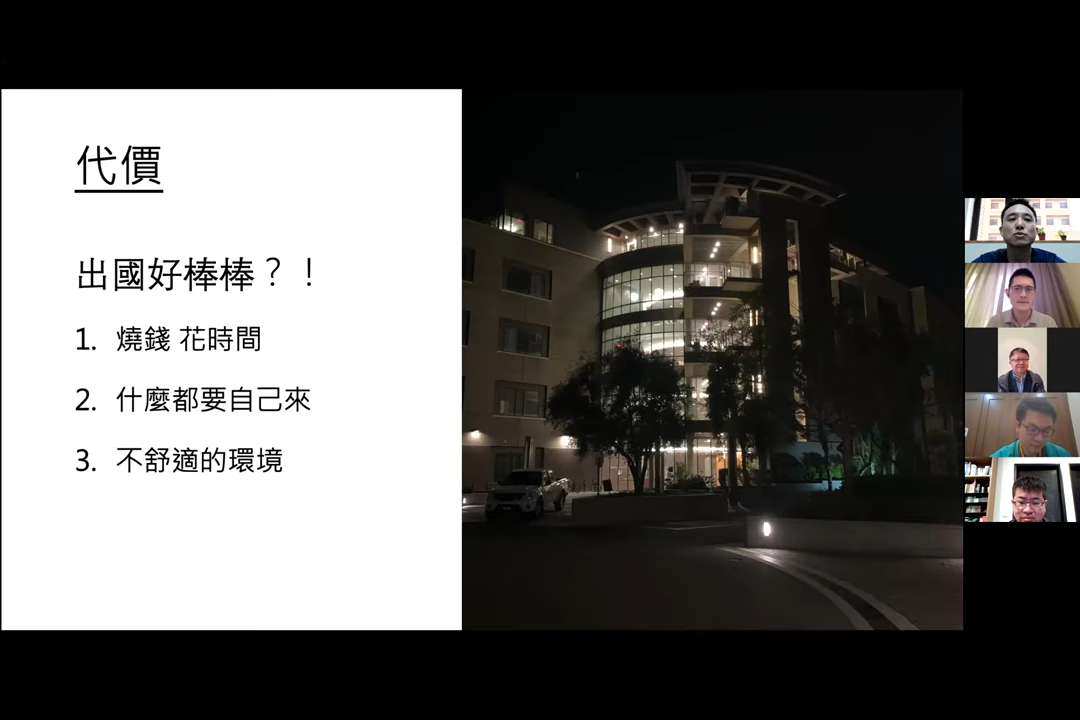 代價
出國好棒棒？！
1. 燒錢 花時間
2. 什麼都要自己來
3. 不舒適的環境